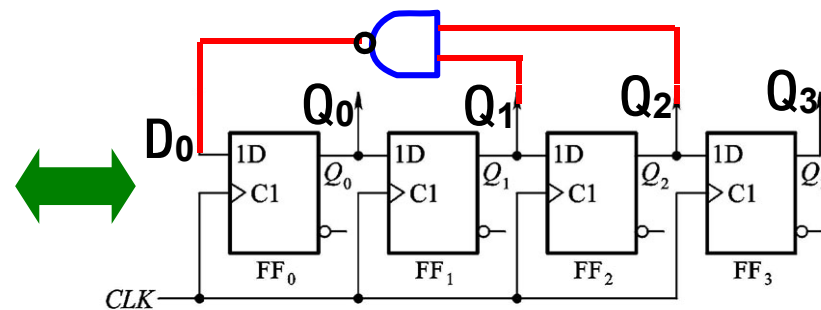 Q0 Q1 Q2 Q3
D0 1D Q0 1D Q1 1D Q2 1D Q
C1 C1 C1 C1
FF0 FF1 FF2 FF3
CLK